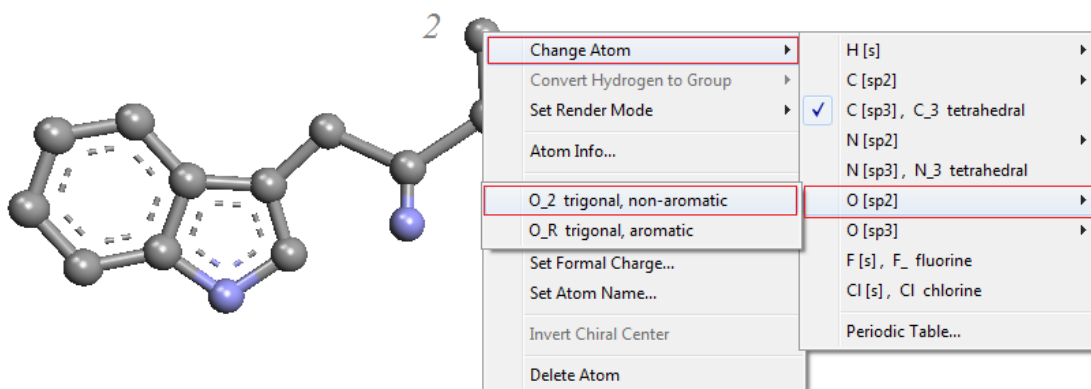 2
Change Atom
Convert Hydrogen to Group
Set Render Mode
Atom Info...
O_2 trigonal, non-aromatic
O_R trigonal, aromatic
Set Formal Charge...
Set Atom Name...
Invert Chiral Center
Delete Atom
H [s]
C [sp2]
C [sp3] , C_3 tetrahedral
N [sp2]
N [sp3] , N_3 tetrahedral
O [sp2]
O [sp3]
F [s] , F_ fluorine
Cl [s] , Cl chlorine
Periodic Table...